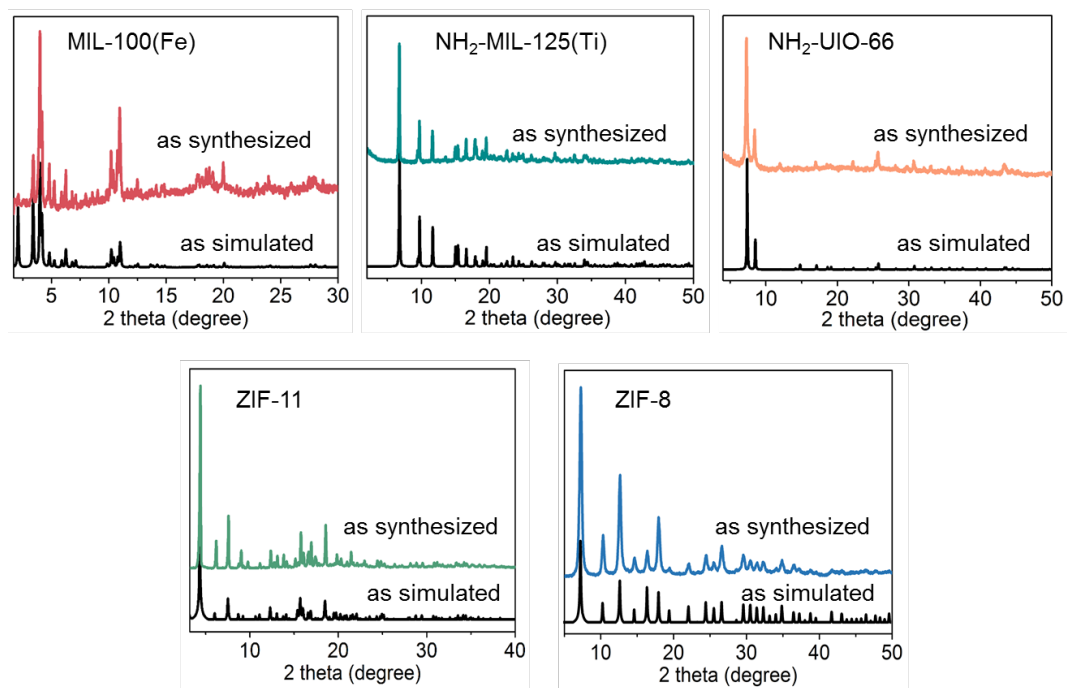 MIL-100(Fe)
as synthesized
as simulated
5 10 15 20 25 30
2 theta (degree)
NH₂-MIL-125(Ti)
as synthesized
as simulated
10 20 30 40 50
2 theta (degree)
NH₂-UIO-66
as synthesized
as simulated
10 20 30 40 50
2 theta (degree)
ZIF-11
as synthesized
as simulated
10 20 30 40
2 theta (degree)
ZIF-8
as synthesized
as simulated
10 20 30 40 50
2 theta (degree)